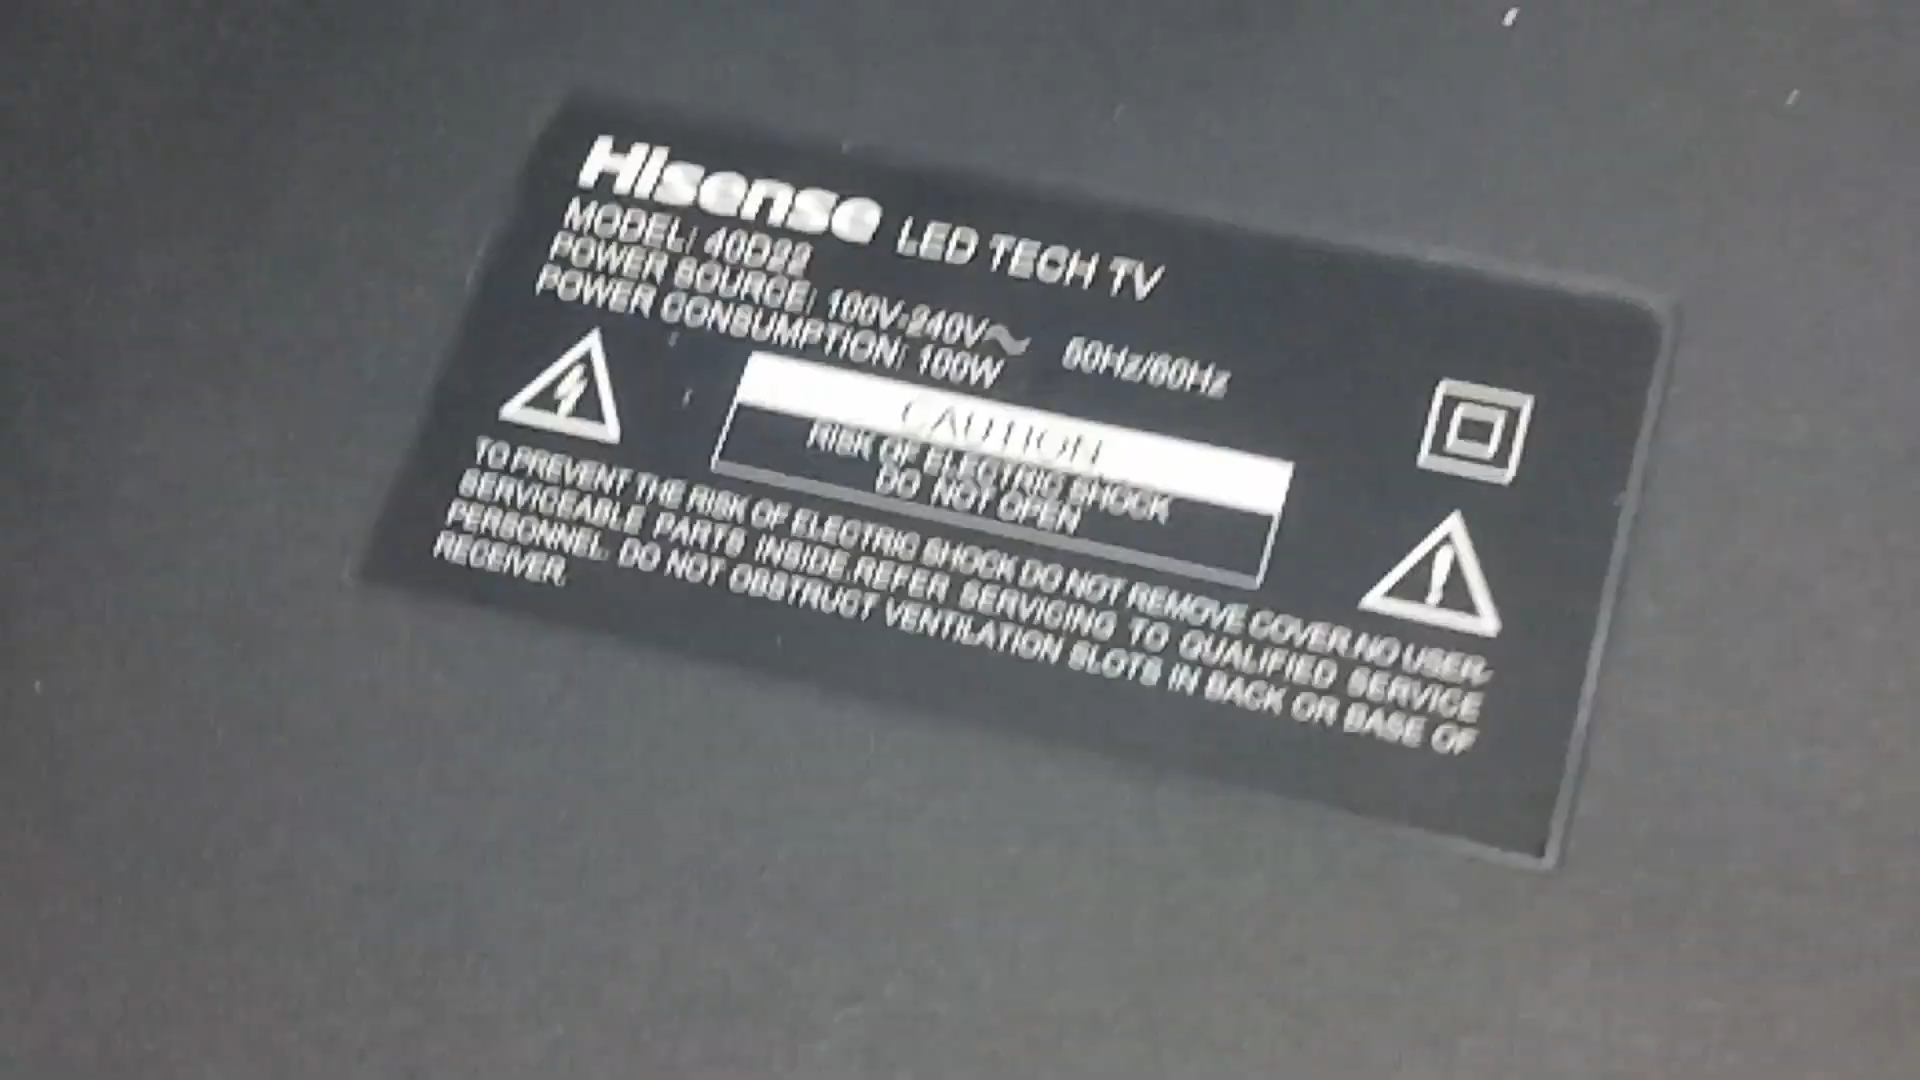 Hisense LED TECH TV
MODEL: 40D22
POWER SOURCE: 100V-240V~ 50Hz/60Hz
POWER CONSUMPTION: 100W
CAUTION
RISK OF ELECTRIC SHOCK
DO NOT OPEN
TO PREVENT THE RISK OF ELECTRIC SHOCK DO NOT REMOVE COVER.NO USER-
SERVICEABLE PARTS INSIDE.REFER SERVICING TO QUALIFIED SERVICE
PERSONNEL. DO NOT OBSTRUCT VENTILATION SLOTS IN BACK OR BASE OF
RECEIVER.